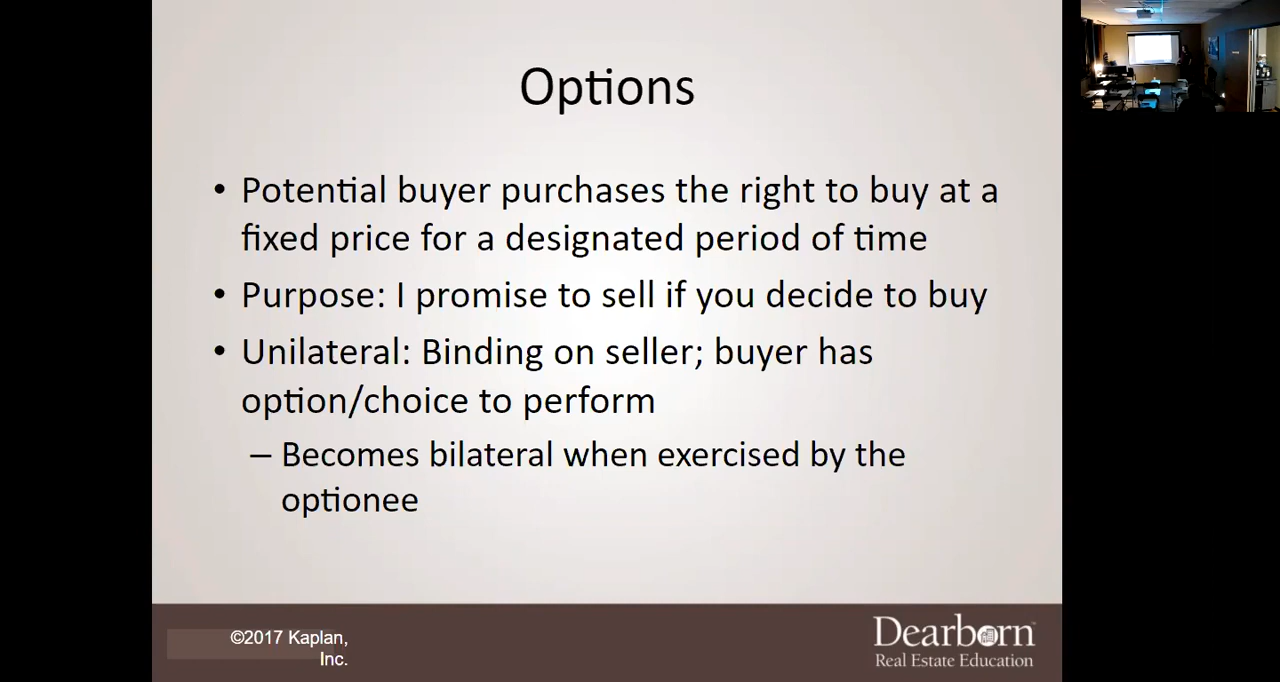 Options
• Potential buyer purchases the right to buy at a
fixed price for a designated period of time
• Purpose: I promise to sell if you decide to buy
• Unilateral: Binding on seller; buyer has
option/choice to perform
– Becomes bilateral when exercised by the
optionee
©2017 Kaplan,
Inc.
Dearborn™
Real Estate Education